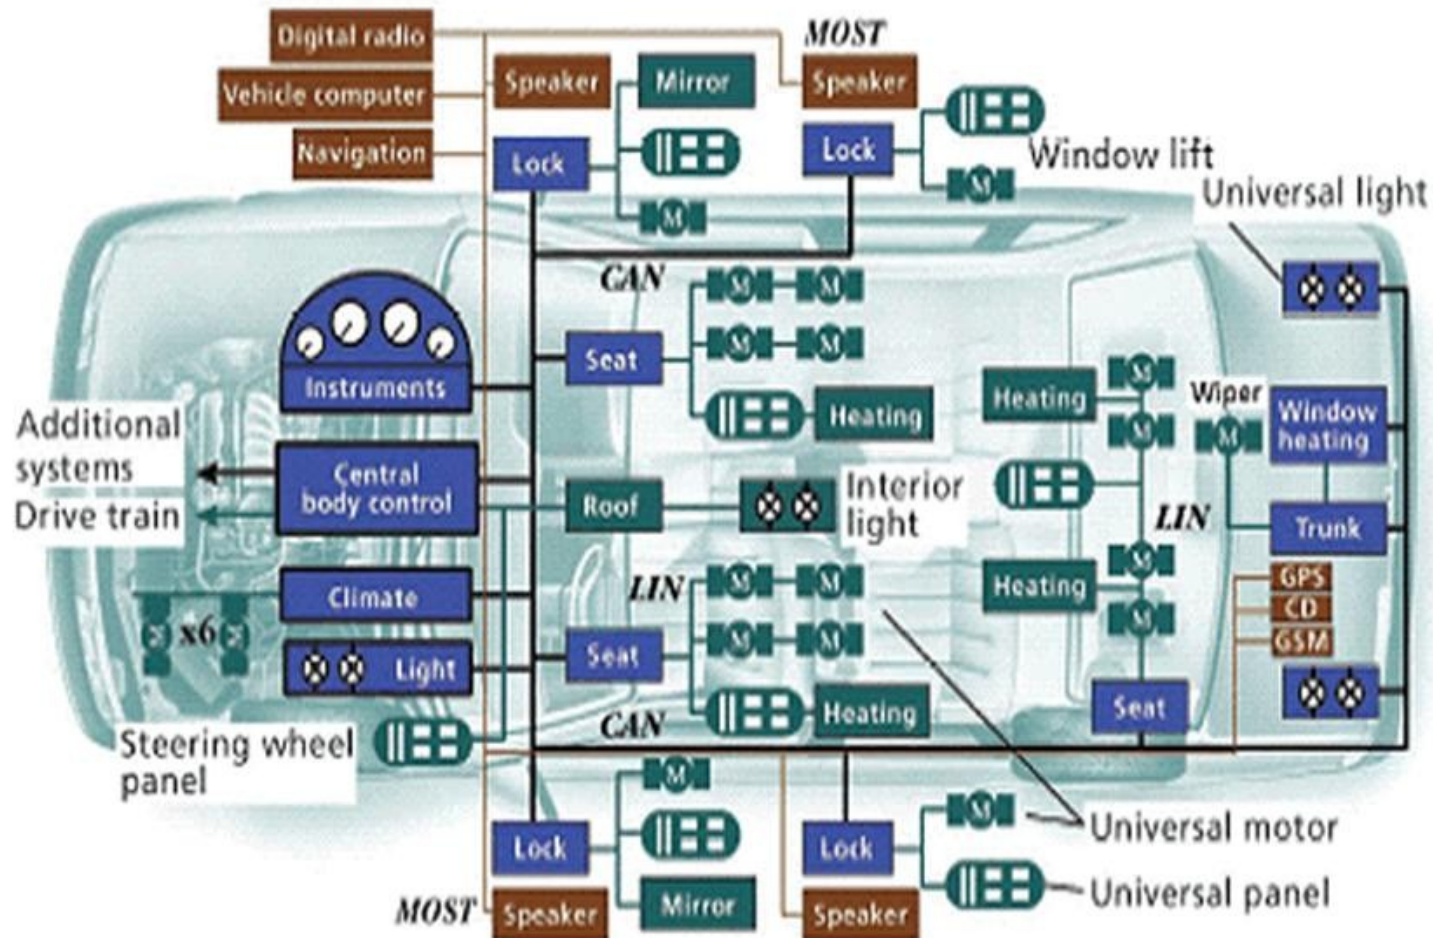 Digital radio
MOST
Speaker
Mirror
Speaker
Vehicle computer
Navigation
Lock
Lock
Window lift
M
M
Universal light
CAN
M
M
Instruments
Seat
M
M
Heating
Heating
M
M
Wiper
M
Window
heating
Additional
systems
Drive train
Central
body control
Roof
Interior
light
LIN
Trunk
Climate
LIN
M
M
Heating
M
M
GPS
CD
GSM
M
x6
M
Light
Seat
M
M
CAN
Heating
Seat
Steering wheel
panel
M
Lock
Lock
M
Universal motor
Universal panel
MOST
Speaker
Mirror
Speaker